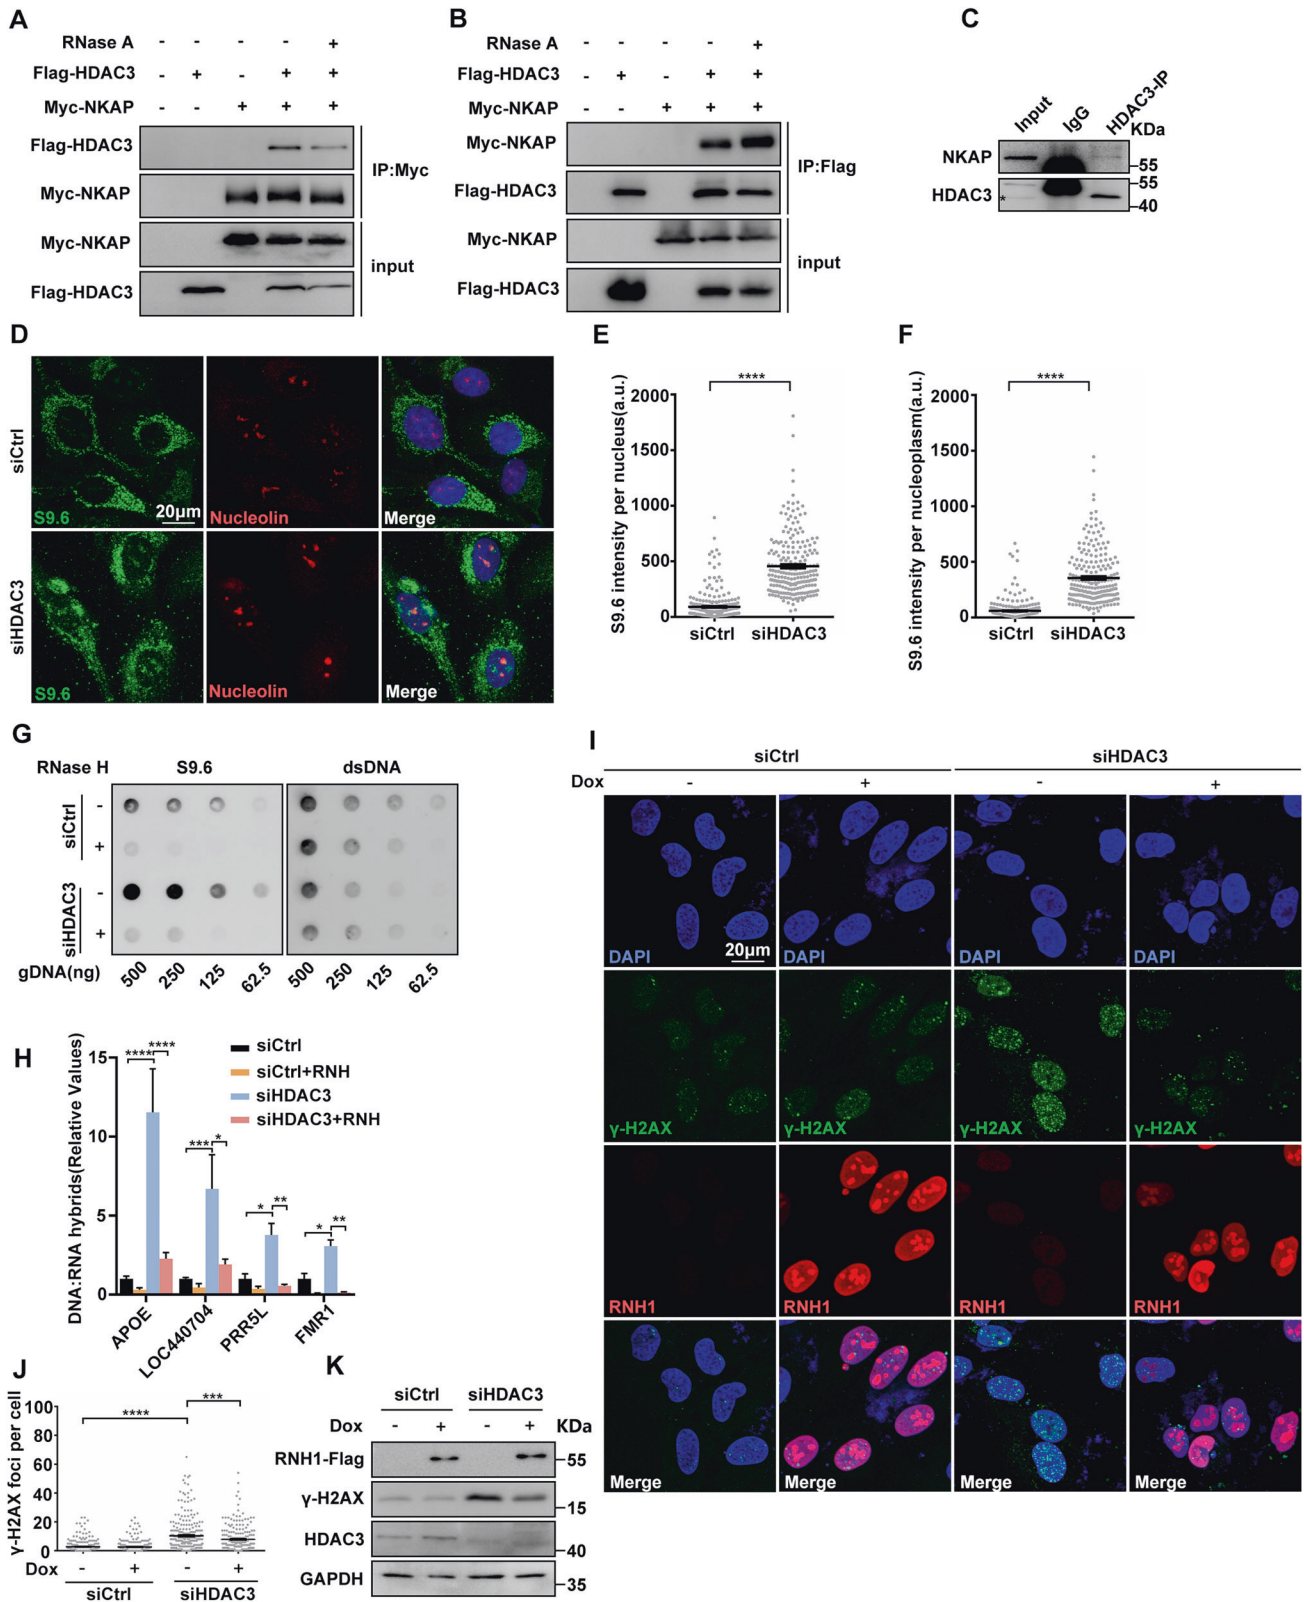 A
RNase A - - - - +
Flag-HDAC3 - + - + +
Myc-NKAP - - + + +
Flag-HDAC3
Myc-NKAP
IP:Myc
Myc-NKAP
Flag-HDAC3
input
B
RNase A - - - - +
Flag-HDAC3 - + - + +
Myc-NKAP - - + + +
Myc-NKAP
Flag-HDAC3
IP:Flag
Myc-NKAP
Flag-HDAC3
input
C
Input IgG HDAC3-IP
KDa
NKAP
–55
HDAC3
*
–55
–40
D
siCtrl
S9.6
20μm
Nucleolin
Merge
siHDAC3
S9.6
Nucleolin
Merge
E
S9.6 intensity per nucleus(a.u.)
2000
1500
1000
500
0
****
siCtrl siHDAC3
F
S9.6 intensity per nucleoplasm(a.u.)
2000
1500
1000
500
0
****
siCtrl siHDAC3
G
RNase H S9.6 dsDNA
siCtrl
-
+
siHDAC3
-
+
gDNA(ng) 500 250 125 62.5 500 250 125 62.5
H
DNA:RNA hybrids(Relative Values)
15
10
5
0
siCtrl
siCtrl+RNH
siHDAC3
siHDAC3+RNH
**** ****
*** *
* **
* **
APOE LOC440704 PRR5L FMR1
I
siCtrl siHDAC3
Dox - + - +
DAPI
20μm
DAPI
DAPI
DAPI
γ-H2AX
γ-H2AX
γ-H2AX
γ-H2AX
RNH1
RNH1
RNH1
RNH1
Merge
Merge
Merge
Merge
J
γ-H2AX foci per cell
100
80
60
40
20
0
****
***
Dox - + - +
siCtrl siHDAC3
K
siCtrl siHDAC3
Dox - + - + KDa
RNH1-Flag –55
γ-H2AX –15
HDAC3 –40
GAPDH –35